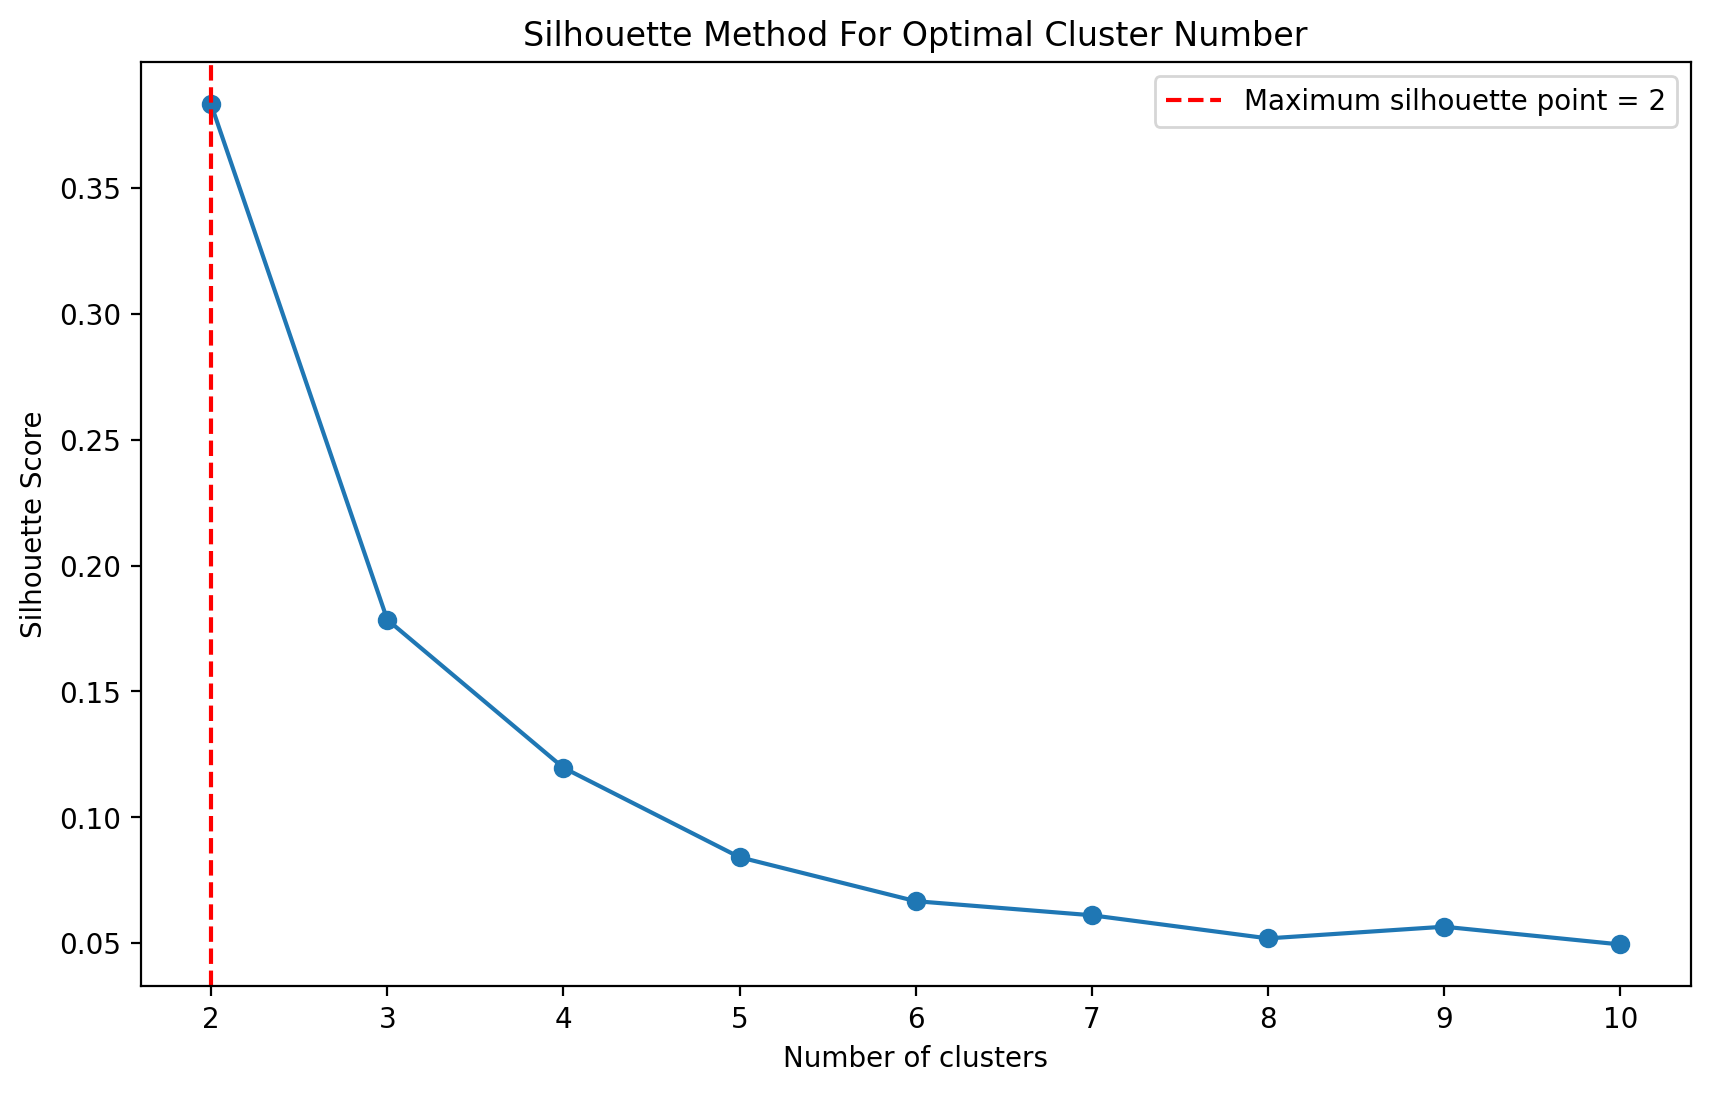 Silhouette Method For Optimal Cluster Number
Maximum silhouette point = 2
Silhouette Score
0.35
0.30
0.25
0.20
0.15
0.10
0.05
2 3 4 5 6 7 8 9 10
Number of clusters